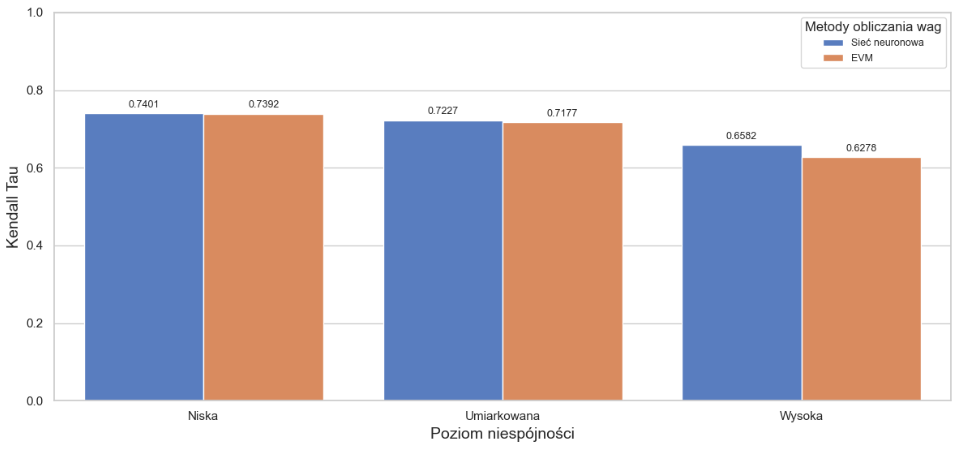 1.0
0.8
0.6
0.4
0.2
0.0
Kendall Tau
Metody obliczania wag
Sieć neuronowa
EVM
0.7401
0.7392
0.7227
0.7177
0.6582
0.6278
Niska
Umiarkowana
Wysoka
Poziom niespójności